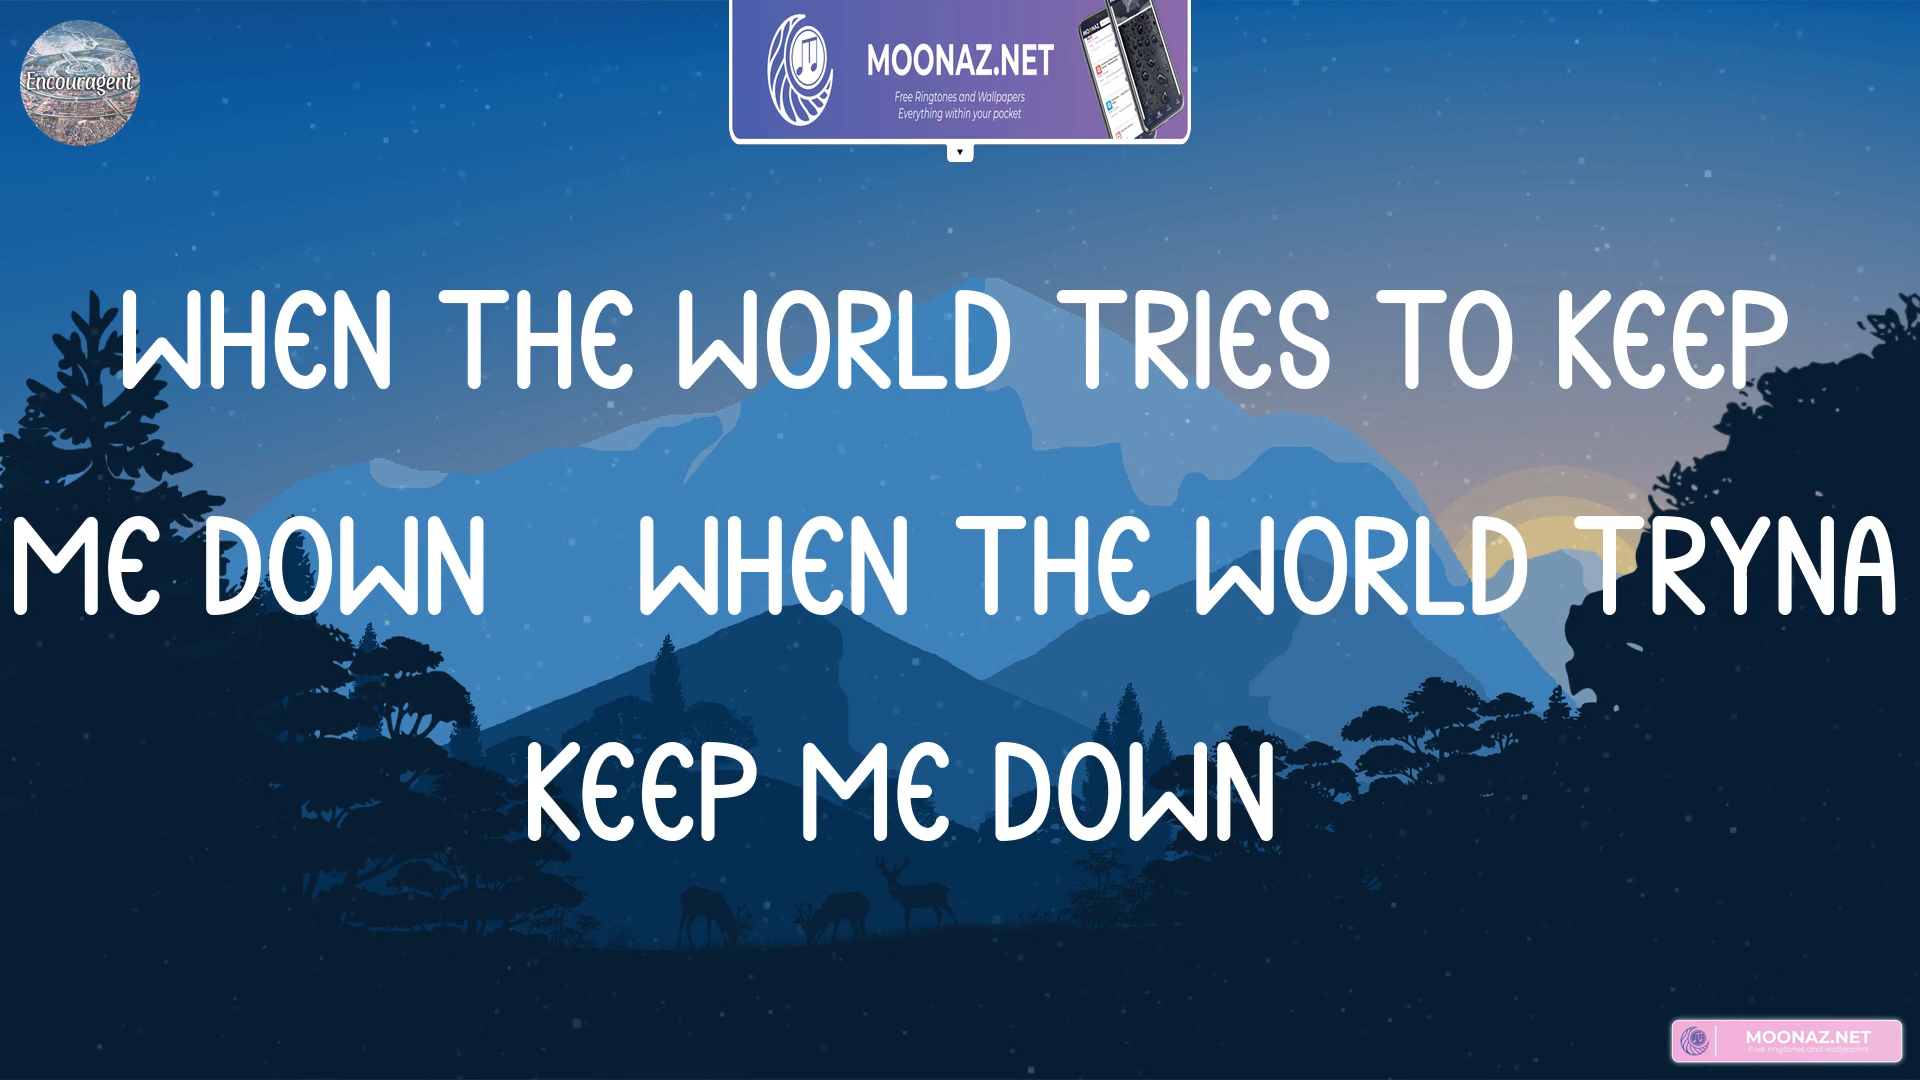 Encouragent
MOONAZ.NET
Free Ringtones and Wallpapers
Everything within your pocket
WHEN THE WORLD TRIES TO KEEP
ME DOWN WHEN THE WORLD TRYNA
KEEP ME DOWN
MOONAZ.NET
Free ringtones and wallpapers